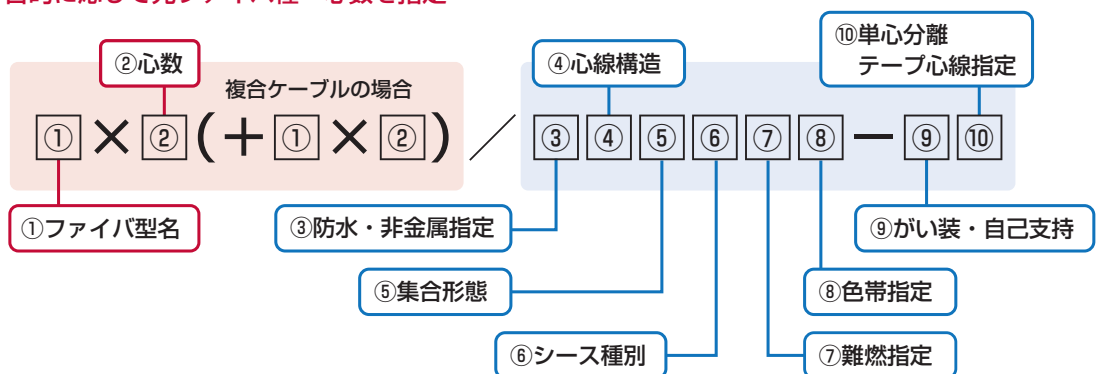 ②心数
④心線構造
⑩単心分離
テープ心線指定
複合ケーブルの場合
① × ② ( + ① × ② ) ／ ③ ④ ⑤ ⑥ ⑦ ⑧ ー ⑨ ⑩
①ファイバ型名
③防水・非金属指定
⑨がい装・自己支持
⑤集合形態
⑧色帯指定
⑥シース種別
⑦難燃指定